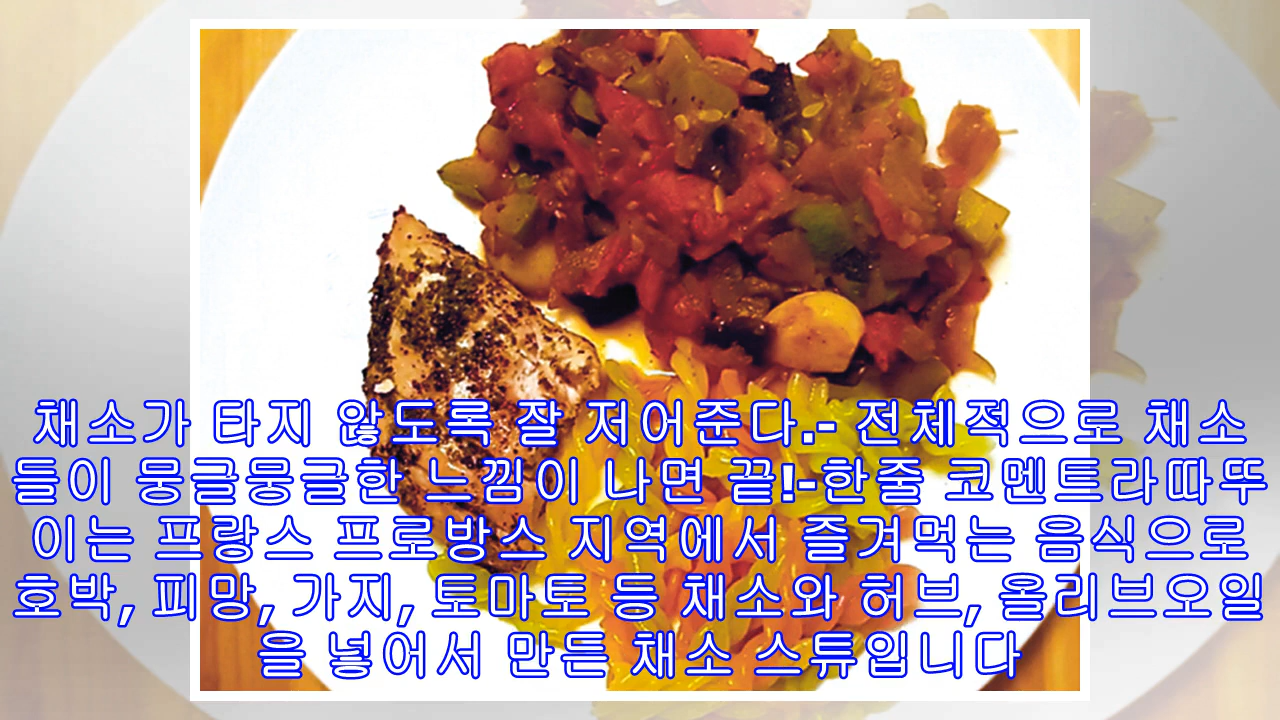 채소가 타지 않도록 잘 저어준다.- 전체적으로 채소
들이 뭉글뭉글한 느낌이 나면 끝!-한줄 코멘트라따뚜
이는 프랑스 프로방스 지역에서 즐겨먹는 음식으로
호박, 피망, 가지, 토마토 등 채소와 허브, 올리브오일
을 넣어서 만든 채소 스튜입니다